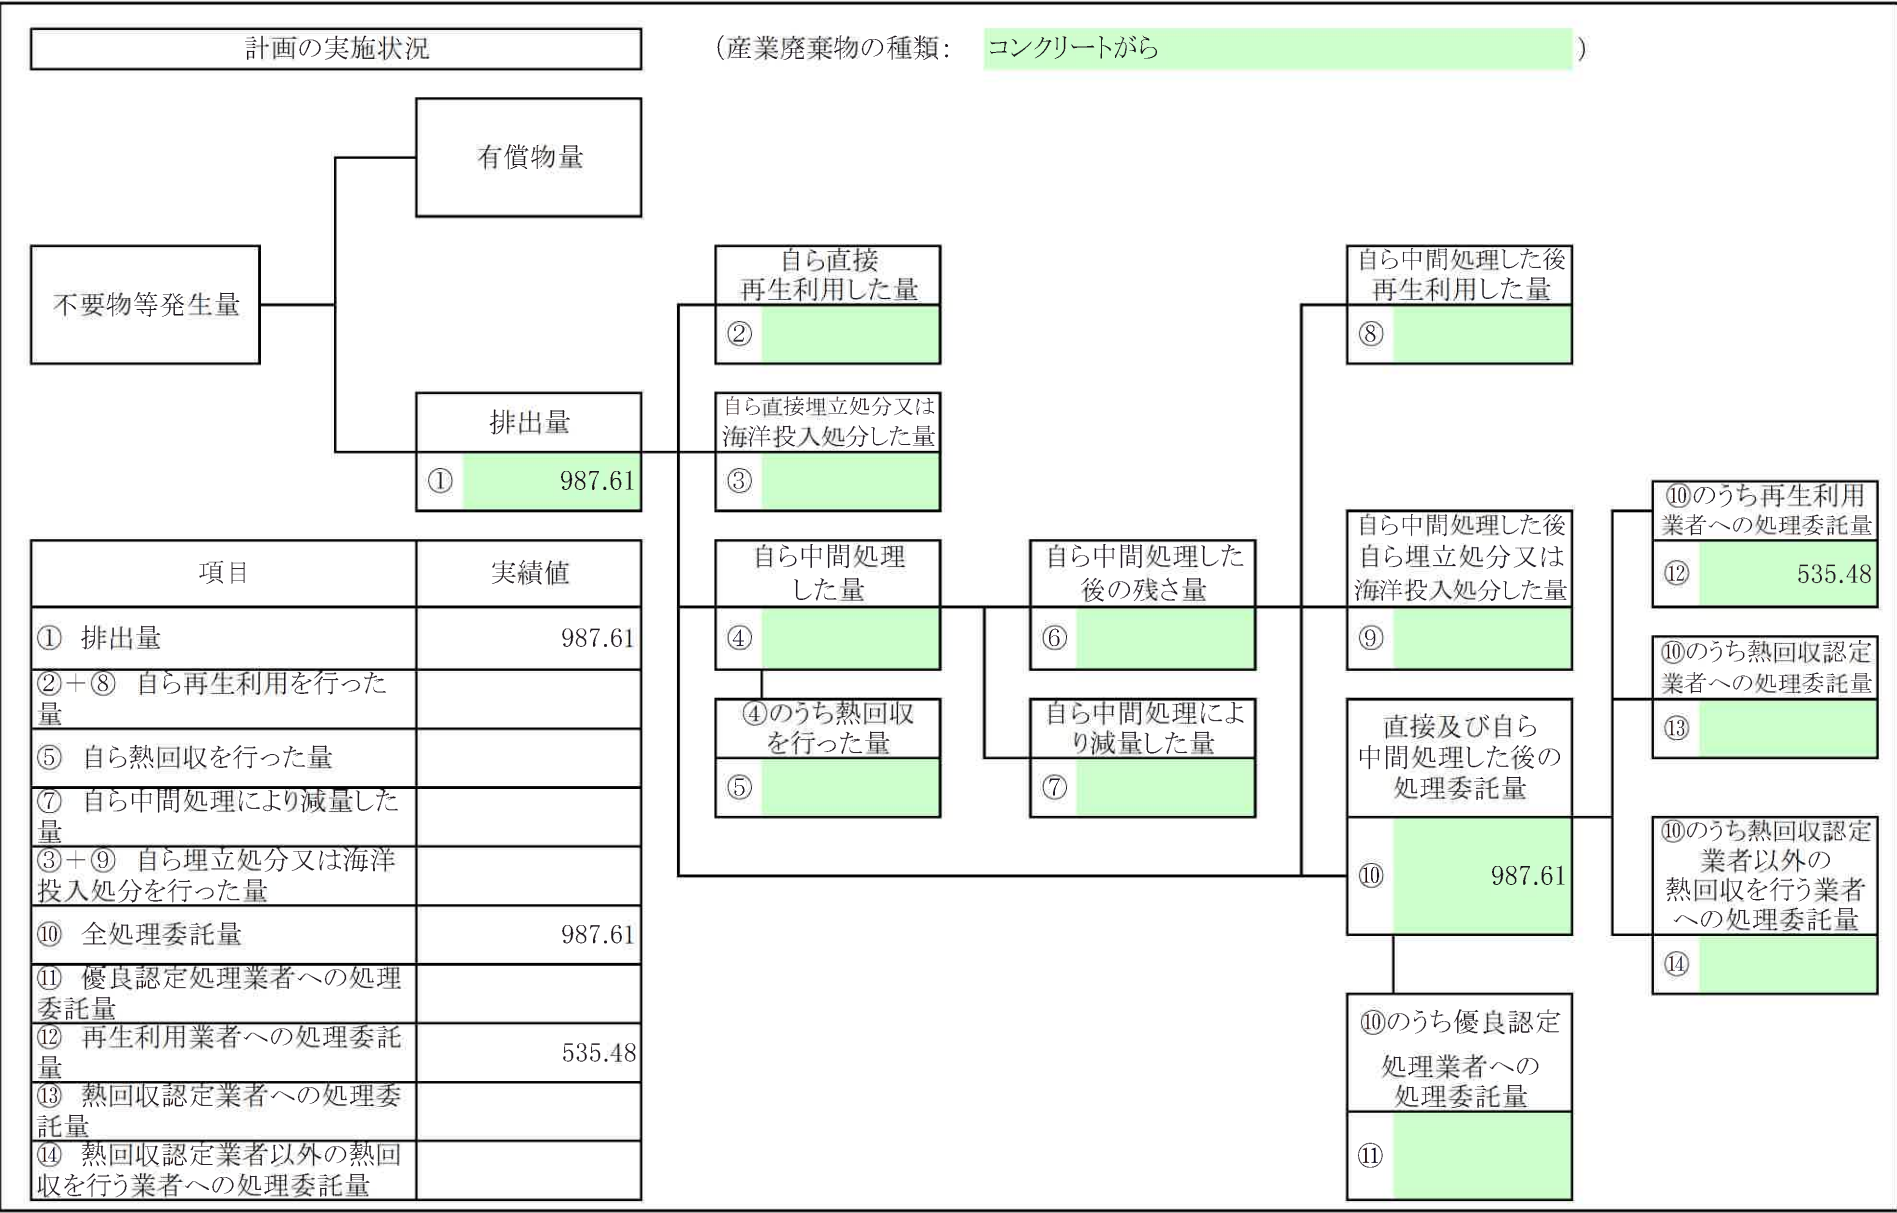 計画の実施状況
(産業廃棄物の種類: コンクリートがら )
有償物量
不要物等発生量
排出量
① 987.61
自ら直接
再生利用した量
②
自ら直接埋立処分又は
海洋投入処分した量
③
自ら中間処理
した量
④
④のうち熱回収
を行った量
⑤
自ら中間処理した
後の残さ量
⑥
自ら中間処理によ
り減量した量
⑦
自ら中間処理した後
再生利用した量
⑧
自ら中間処理した後
自ら埋立処分又は
海洋投入処分した量
⑨
直接及び自ら
中間処理した後の
処理委託量
⑩ 987.61
⑩のうち優良認定
処理業者への
処理委託量
⑪
⑩のうち再生利用
業者への処理委託量
⑫ 535.48
⑩のうち熱回収認定
業者への処理委託量
⑬
⑩のうち熱回収認定
業者以外の
熱回収を行う業者
への処理委託量
⑭
項目 実績値
① 排出量 987.61
②+⑧ 自ら再生利用を行った
量
⑤ 自ら熱回収を行った量
⑦ 自ら中間処理により減量した
量
③+⑨ 自ら埋立処分又は海洋
投入処分を行った量
⑩ 全処理委託量 987.61
⑪ 優良認定処理業者への処理
委託量
⑫ 再生利用業者への処理委託
量 535.48
⑬ 熱回収認定業者への処理委
託量
⑭ 熱回収認定業者以外の熱回
収を行う業者への処理委託量